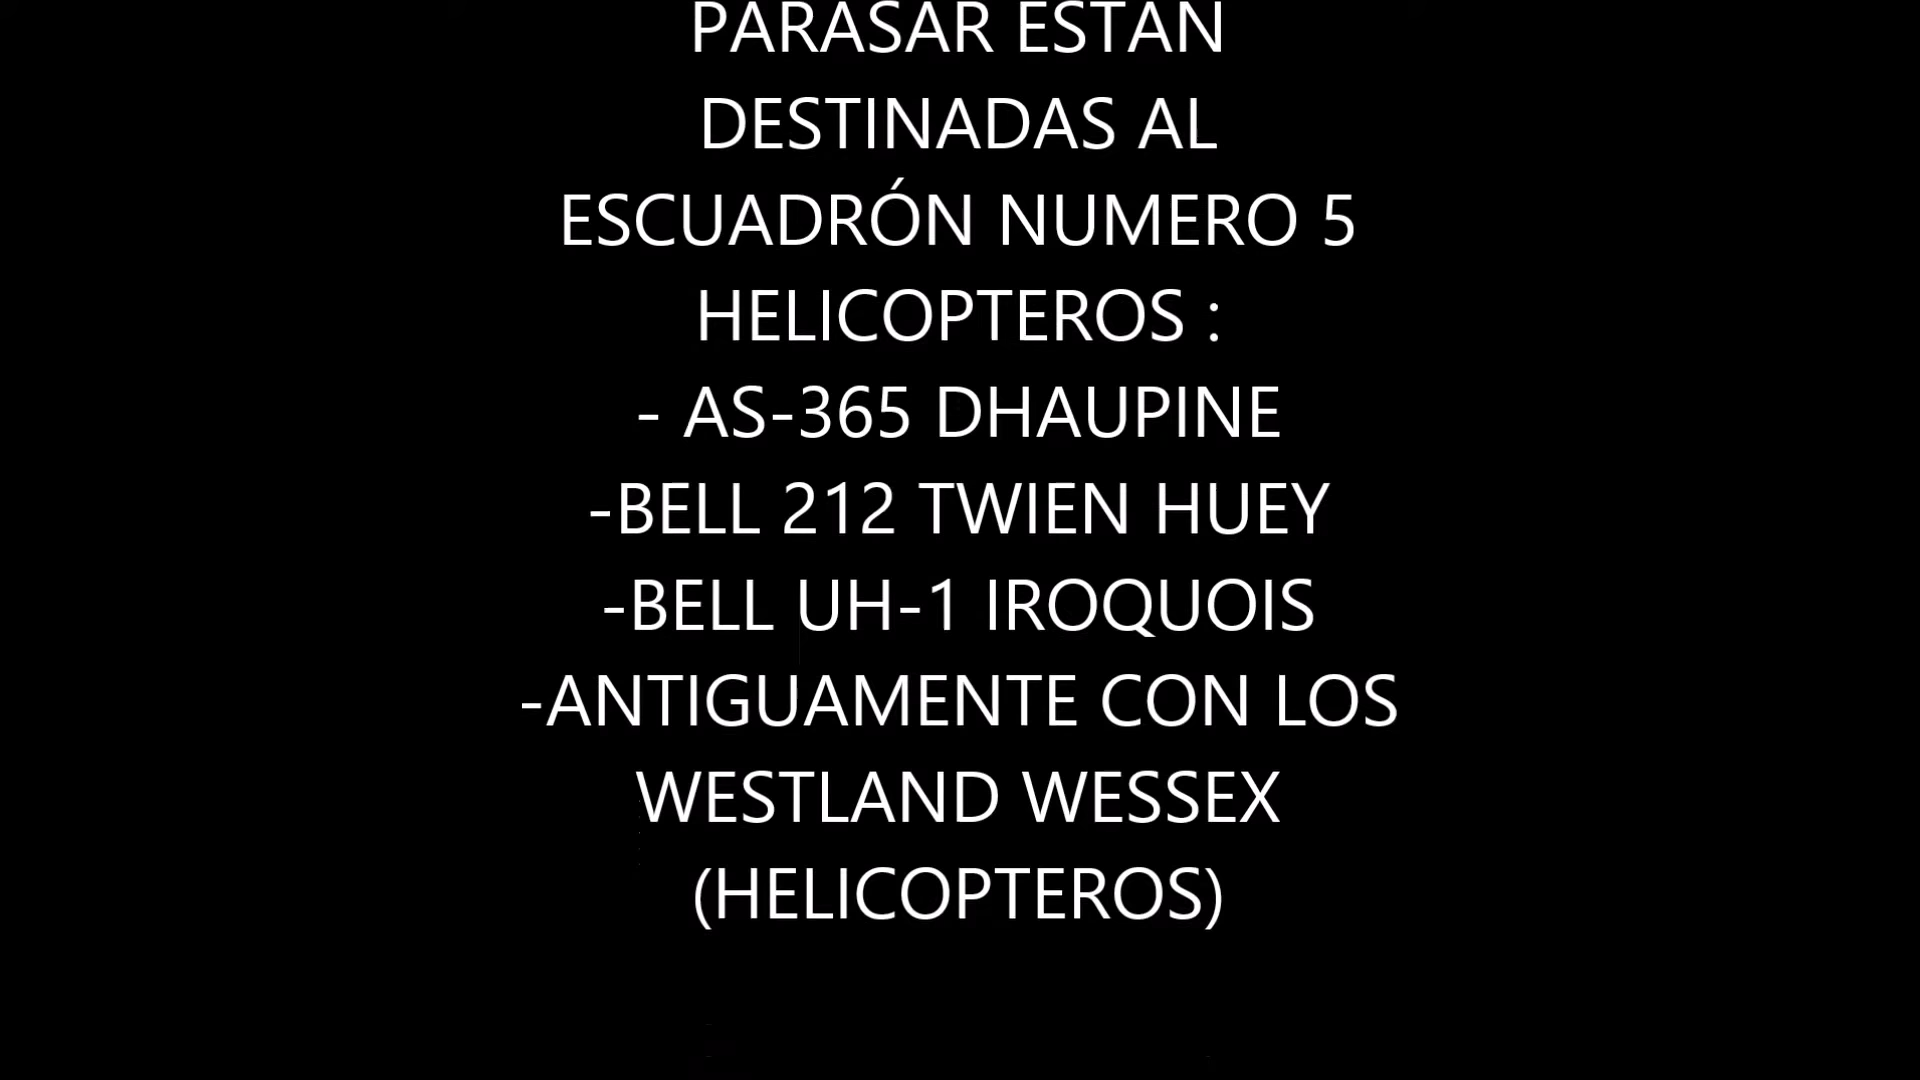 PARASAR ESTAN
DESTINADAS AL
ESCUADRÓN NUMERO 5
HELICOPTEROS :
- AS-365 DHAUPINE
-BELL 212 TWIEN HUEY
-BELL UH-1 IROQUOIS
-ANTIGUAMENTE CON LOS
WESTLAND WESSEX
(HELICOPTEROS)